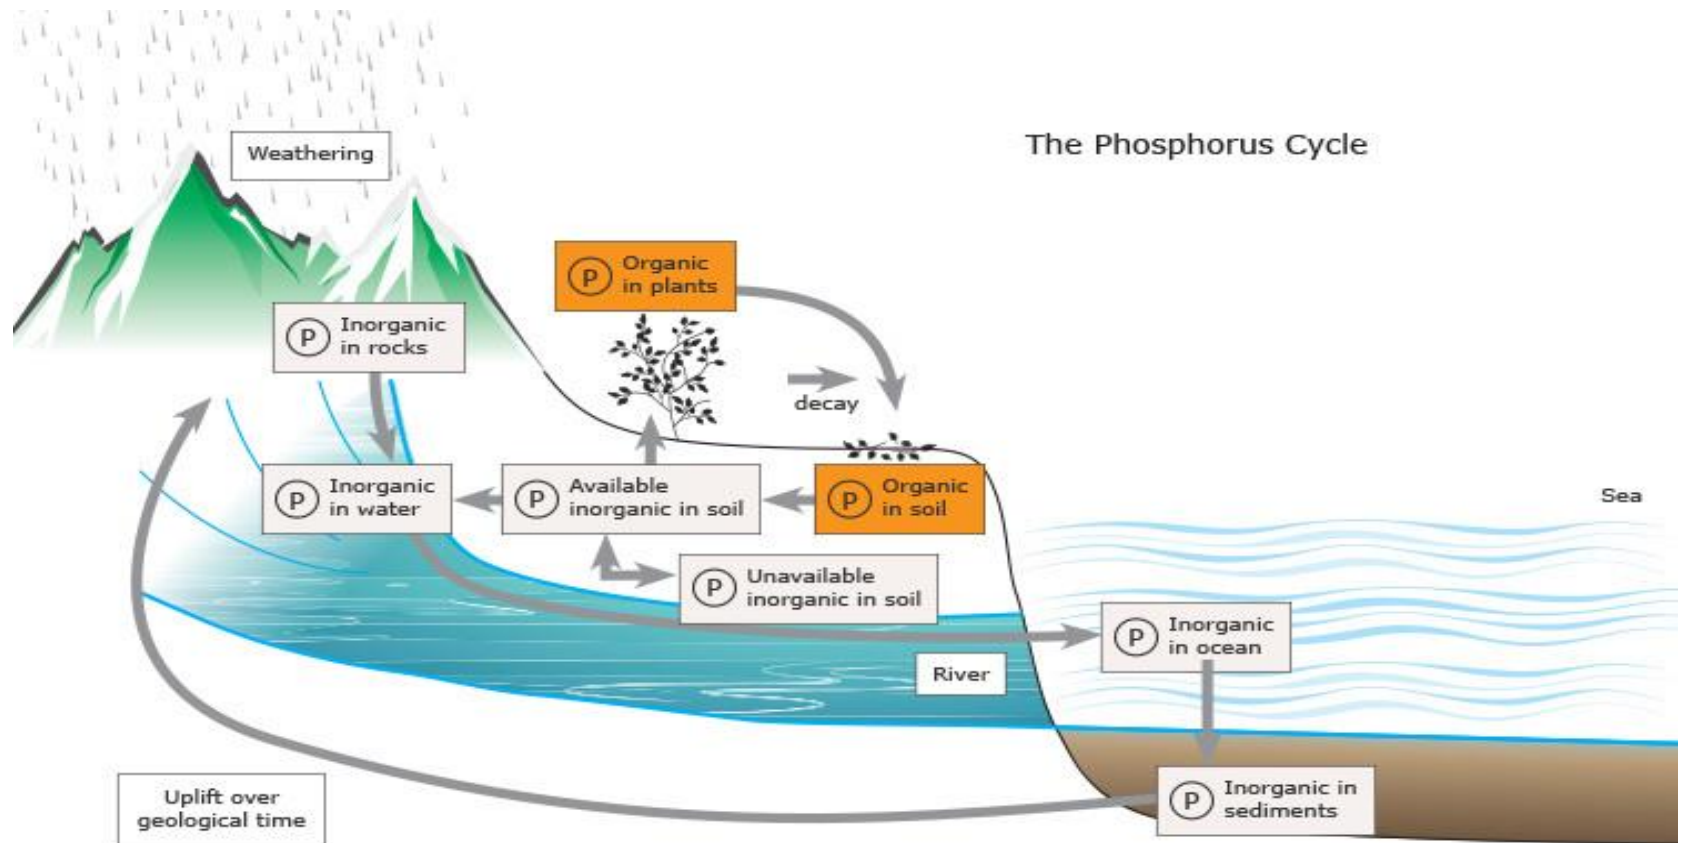 The Phosphorus Cycle
Weathering
P Organic
in plants
P Inorganic
in rocks
decay
P Inorganic
in water
P Available
inorganic in soil
P Organic
in soil
Sea
P Unavailable
inorganic in soil
P Inorganic
in ocean
River
P Inorganic in
sediments
Uplift over
geological time